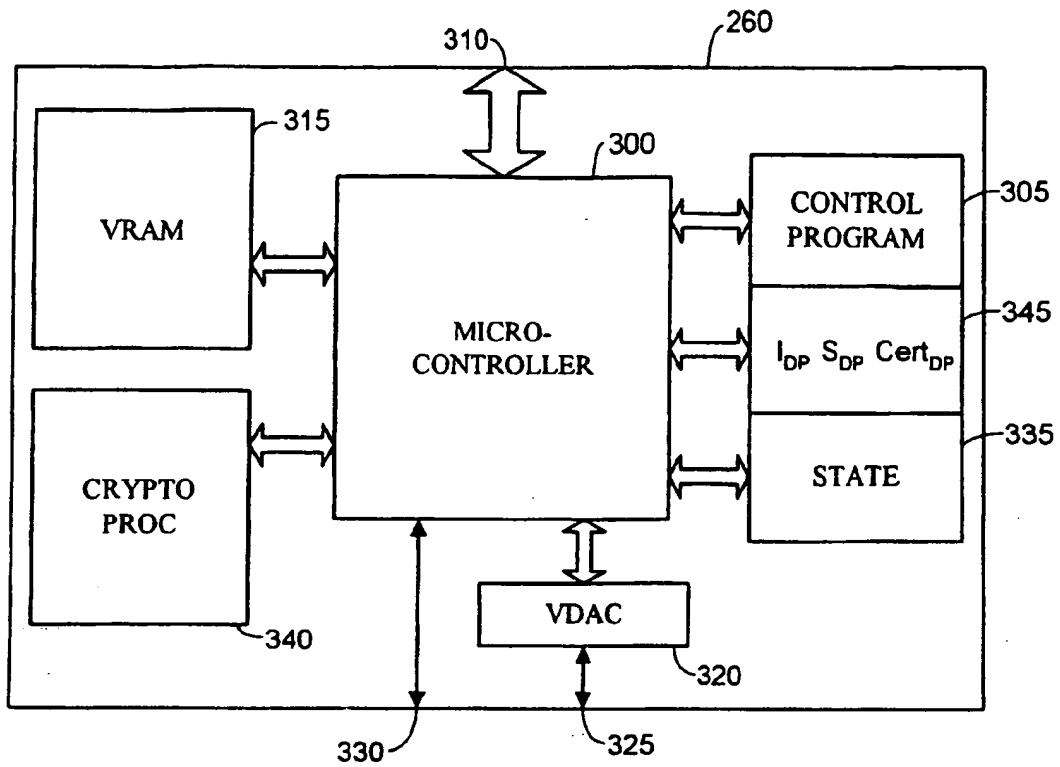 310
260
315
300
VRAM
CONTROL
PROGRAM
305
MICRO-
CONTROLLER
345
I_DP S_DP Cert_DP
335
CRYPTO
PROC
STATE
VDAC
340
320
330
325